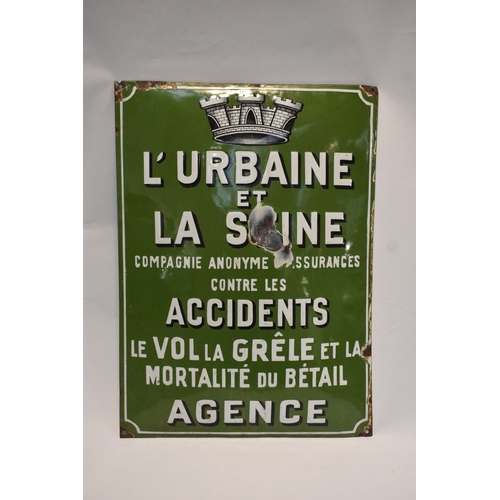 L'URBAINE
ET
LA S INE
COMPAGNIE ANONYME SSURANCES
CONTRE LES
ACCIDENTS
LE VOL LA GRÊLE ET LA
MORTALITÉ DU BÉTAIL
AGENCE